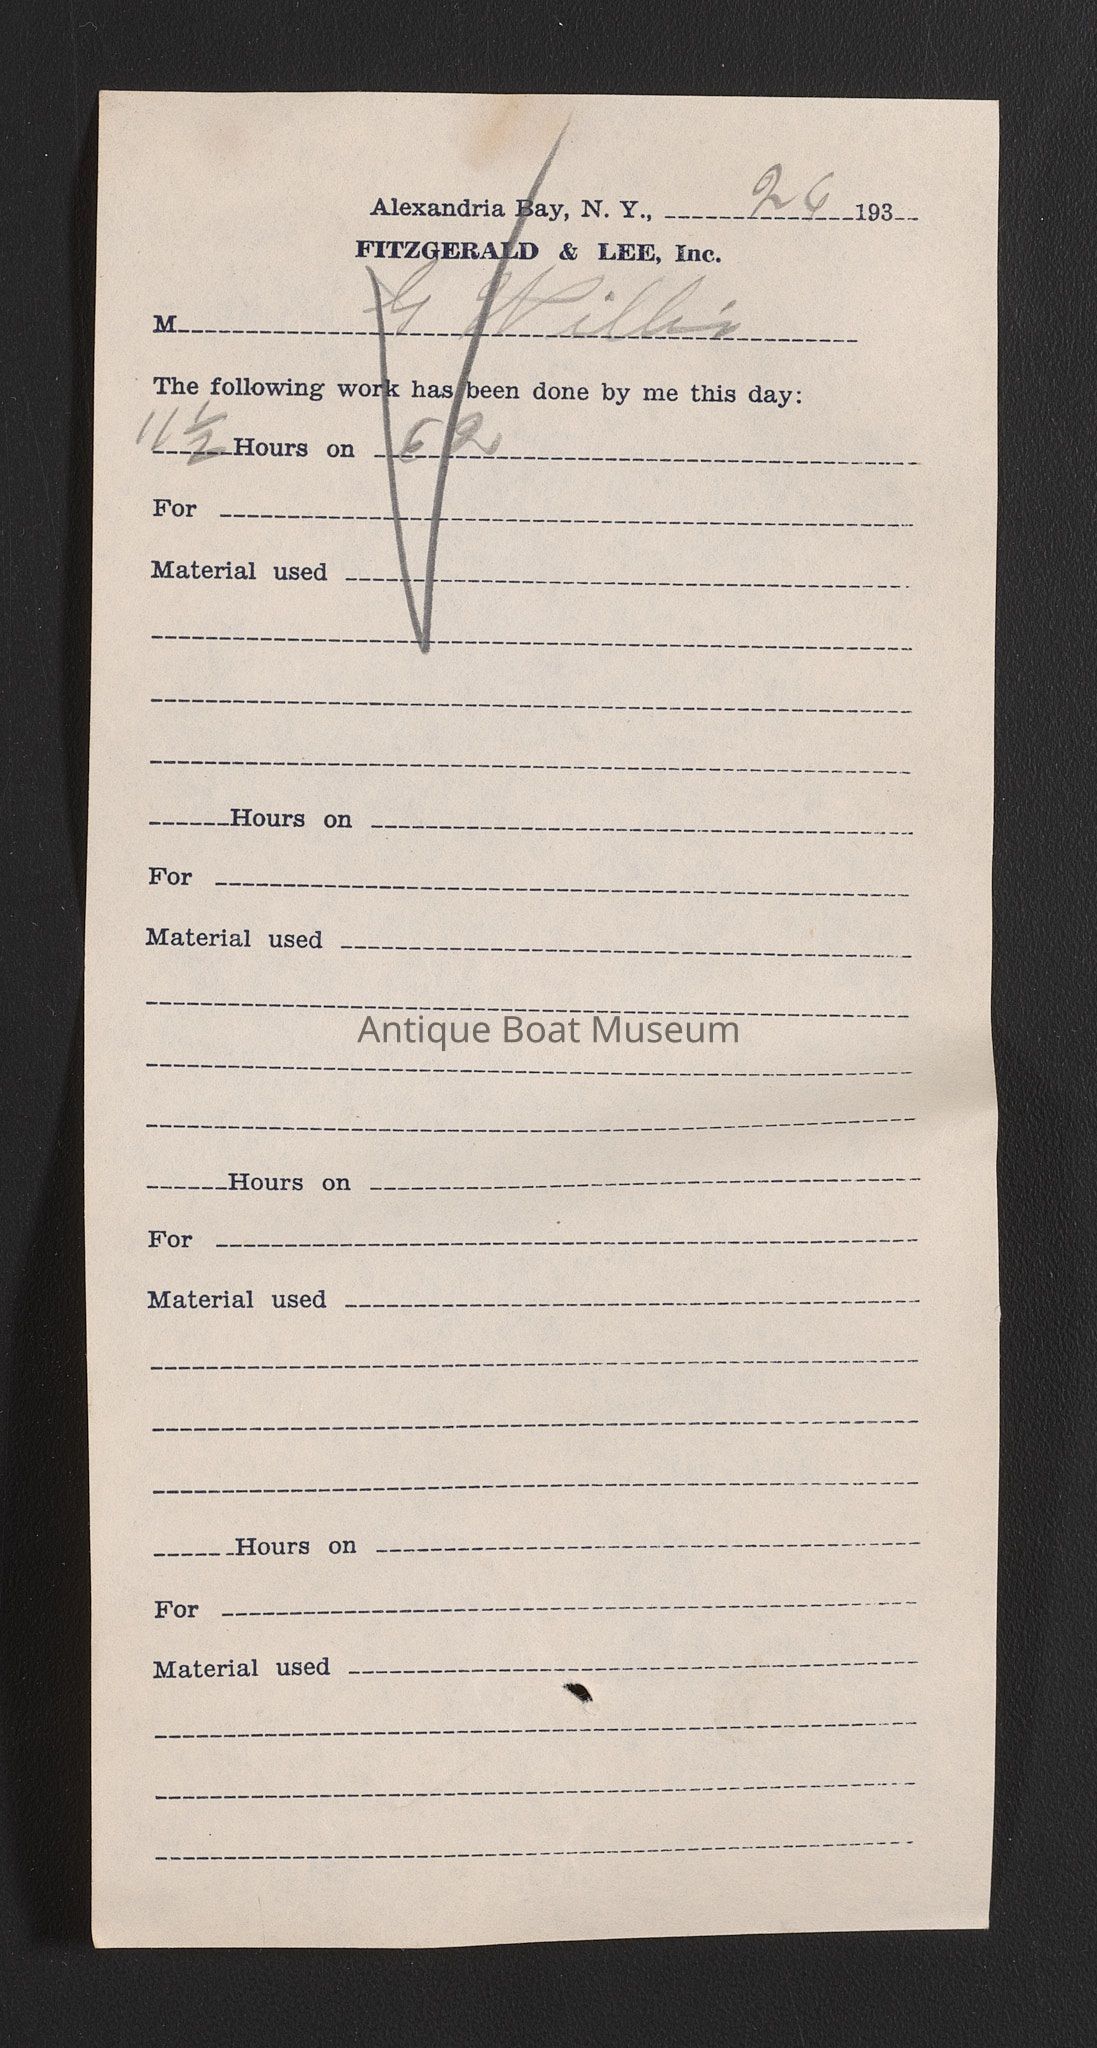 Alexandria Bay, N. Y., 26 193
FITZGERALD & LEE, Inc.
M G Willis
The following work has been done by me this day:
11 1/2 Hours on 62
For
Material used
Hours on
For
Material used
Antique Boat Museum
Hours on
For
Material used
Hours on
For
Material used